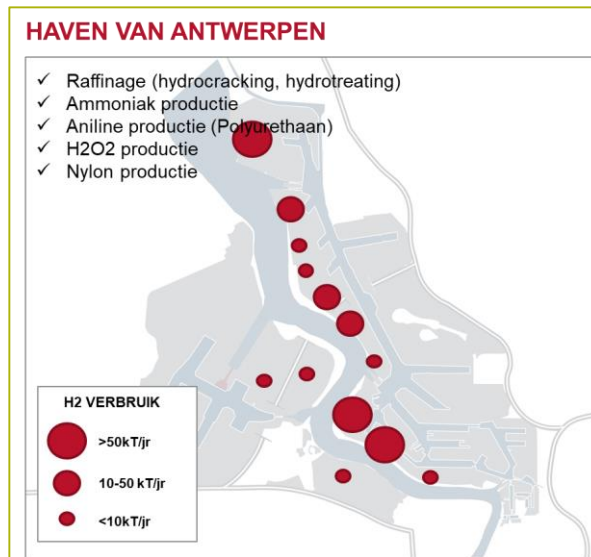 HAVEN VAN ANTWERPEN
✓ Raffinage (hydrocracking, hydrotreating)
✓ Ammoniak productie
✓ Aniline productie (Polyurethaan)
✓ H2O2 productie
✓ Nylon productie
H2 VERBRUIK
>50kT/jr
10-50 kT/jr
<10kT/jr